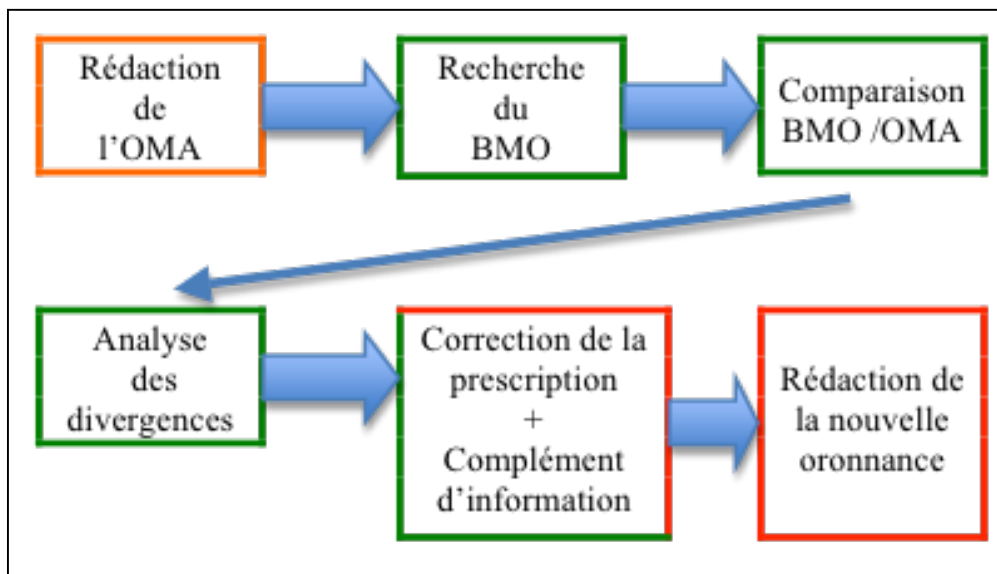 Rédaction
de
l'OMA
Recherche
du
BMO
Comparaison
BMO /OMA
Analyse
des
divergences
Correction de la
prescription
+
Complément
d'information
Rédaction de
la nouvelle
oronnance